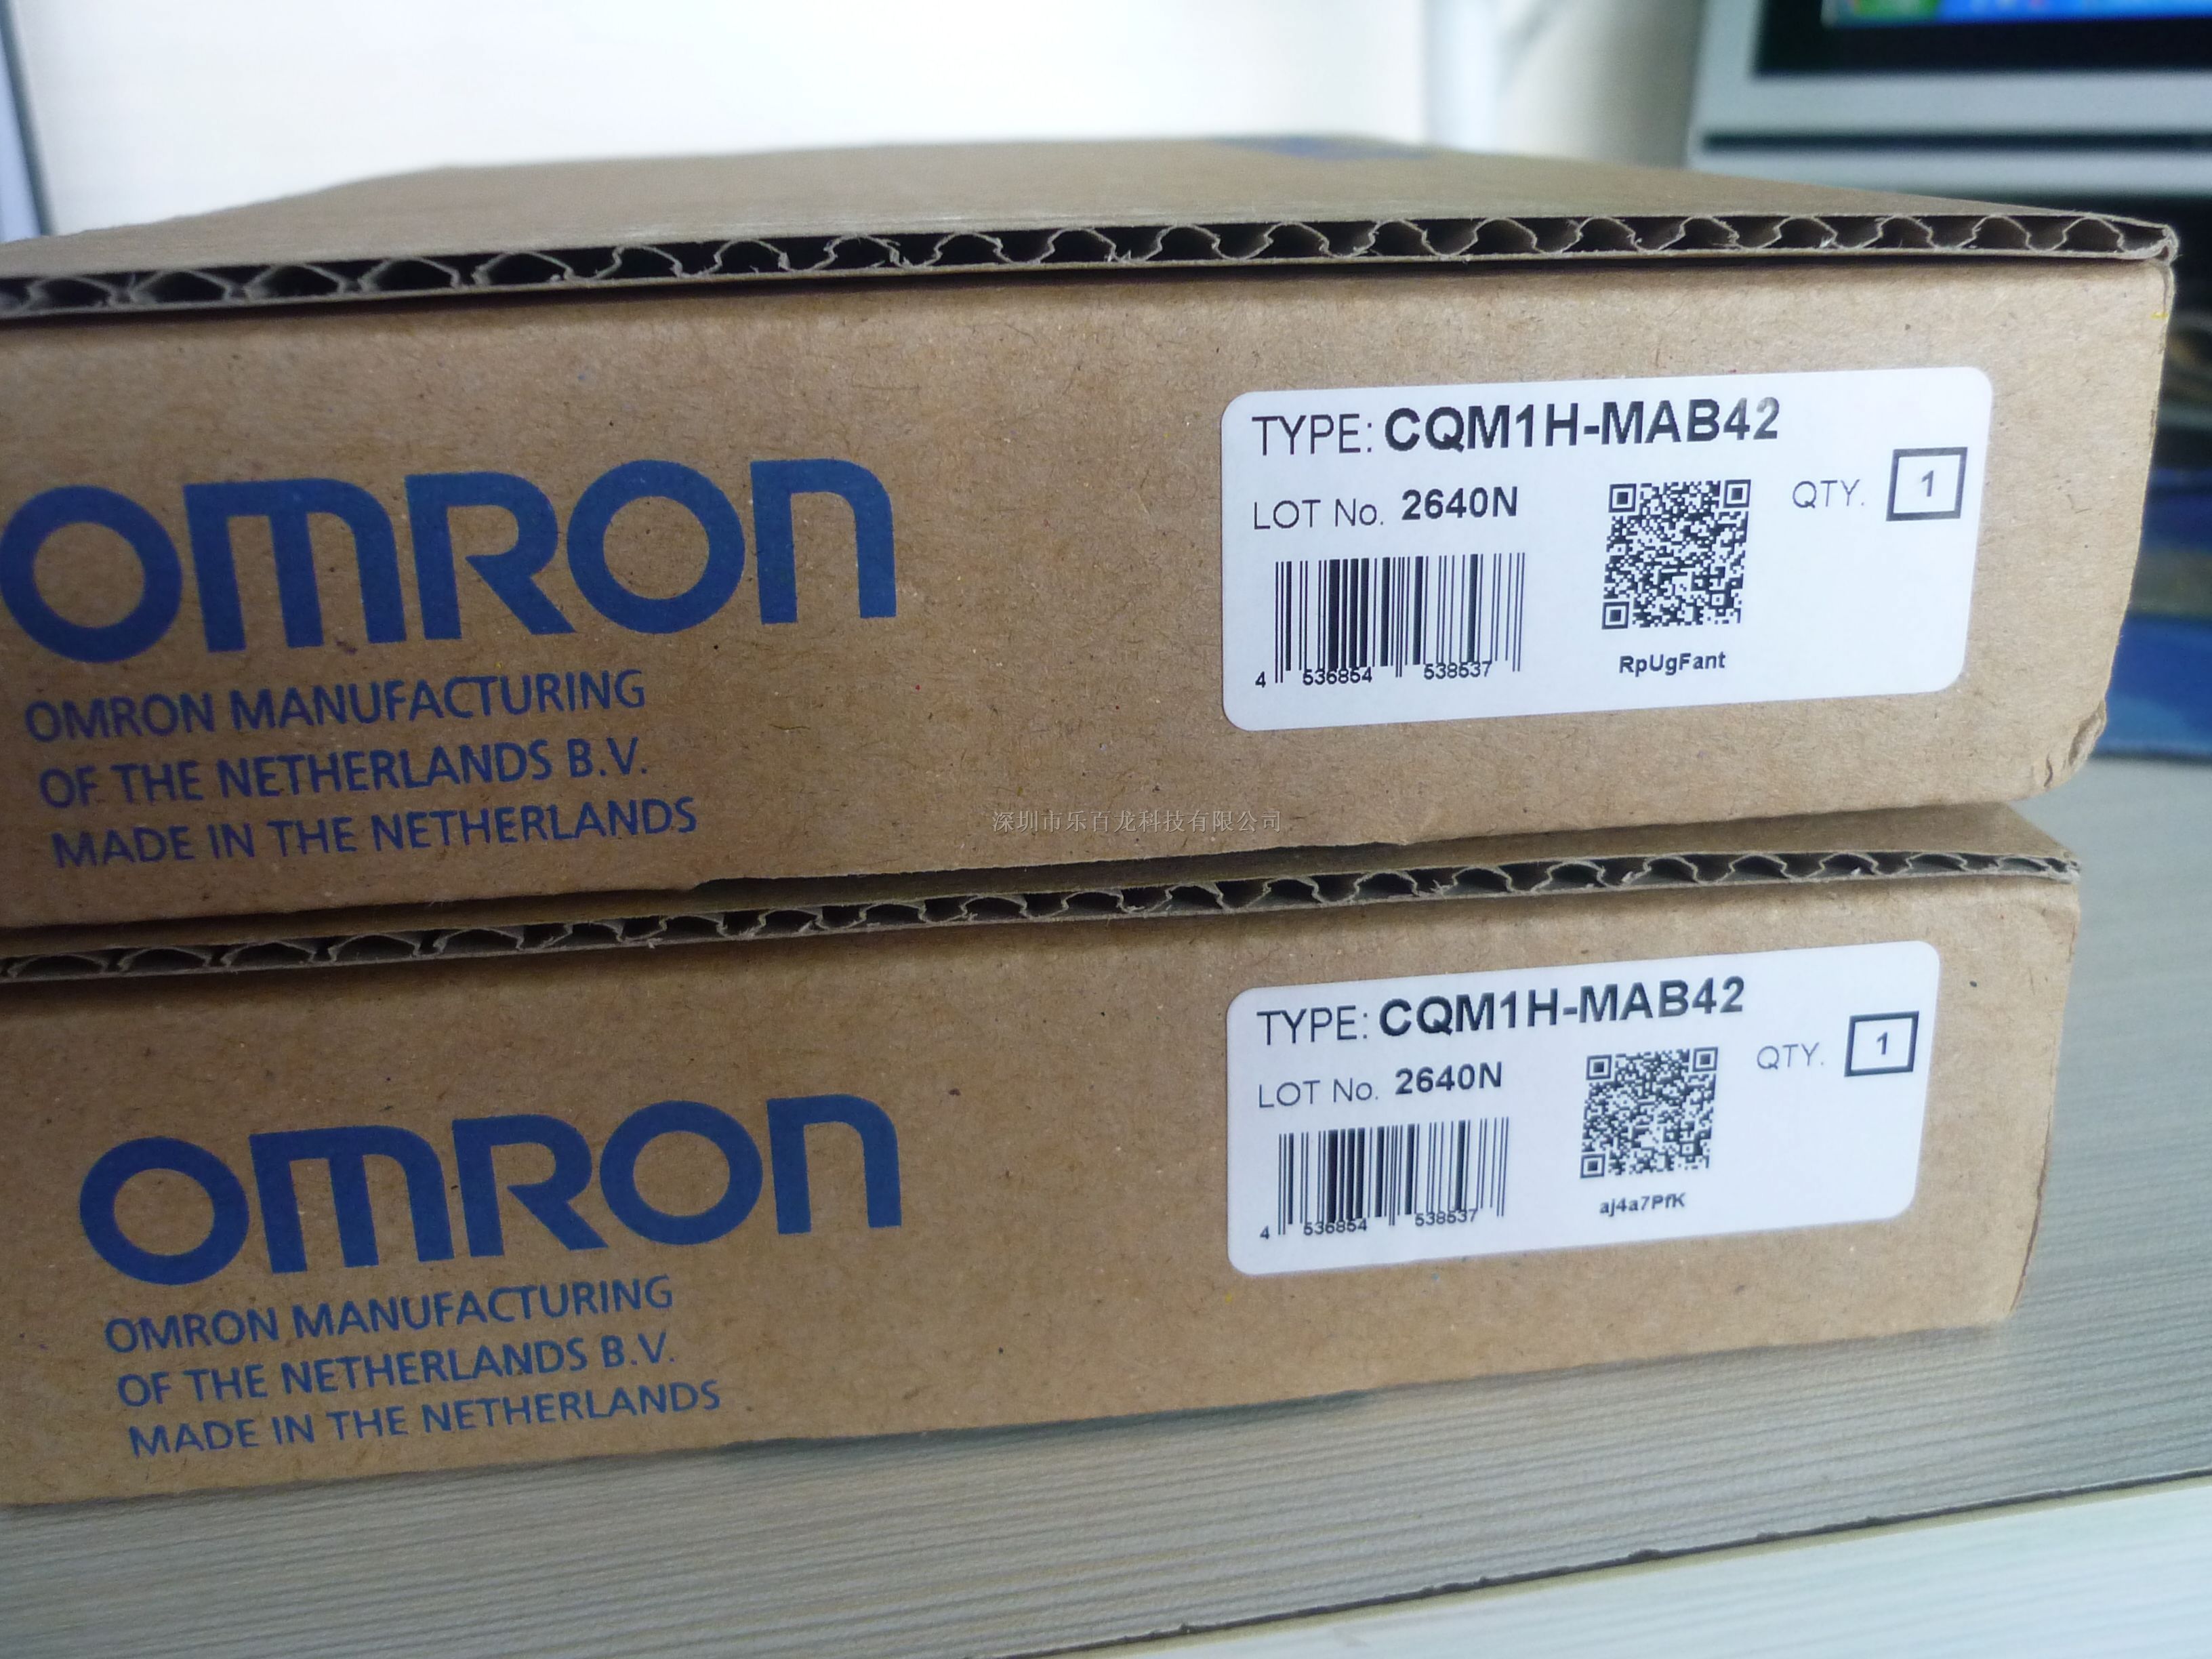 OMRON
OMRON MANUFACTURING
OF THE NETHERLANDS B.V.
MADE IN THE NETHERLANDS
TYPE: CQM1H-MAB42
LOT No. 2640N
QTY. 1
4 536854 538537
RpUgFant
深圳市乐百龙科技有限公司
OMRON
OMRON MANUFACTURING
OF THE NETHERLANDS B.V.
MADE IN THE NETHERLANDS
TYPE: CQM1H-MAB42
LOT No. 2640N
QTY. 1
4 536854 538537
aj4a7PfK